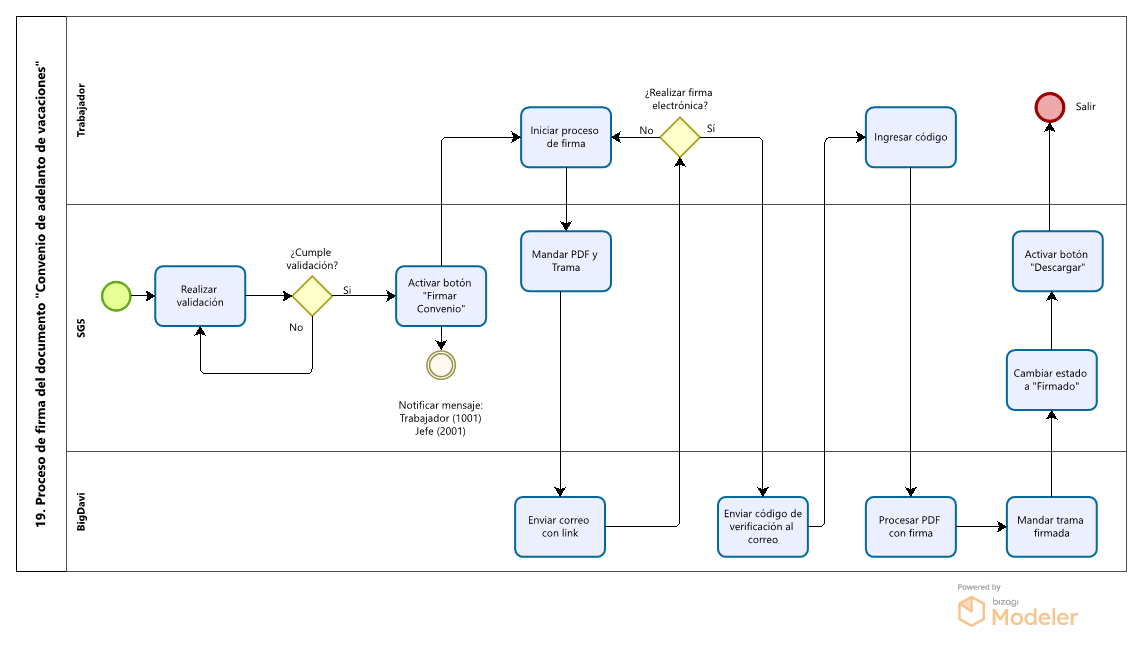 19. Proceso de firma del documento "Convenio de adelanto de vacaciones"
Trabajador
¿Realizar firma
electrónica?
Iniciar proceso
de firma
No
Sí
Ingresar código
Salir
SG5
¿Cumple
validación?
Realizar
validación
Si
No
Activar botón
"Firmar
Convenio"
Notificar mensaje:
Trabajador (1001)
Jefe (2001)
Mandar PDF y
Trama
Activar botón
"Descargar"
Cambiar estado
a "Firmado"
BigDavi
Enviar correo
con link
Enviar código de
verificación al
correo
Procesar PDF
con firma
Mandar trama
firmada
Powered by
bizagi
Modeler